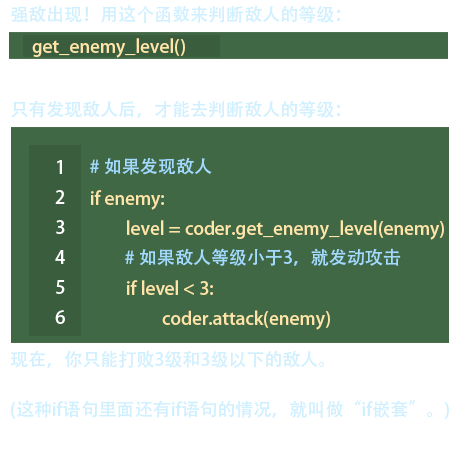 强敌出现！用这个函数来判断敌人的等级：
get_enemy_level()
只有发现敌人后，才能去判断敌人的等级：
1 # 如果发现敌人
2 if enemy:
3 level = coder.get_enemy_level(enemy)
4 # 如果敌人等级小于3，就发动攻击
5 if level < 3:
6 coder.attack(enemy)
现在，你只能打败3级和3级以下的敌人。
(这种if语句里面还有if语句的情况，就叫做“if嵌套”。)